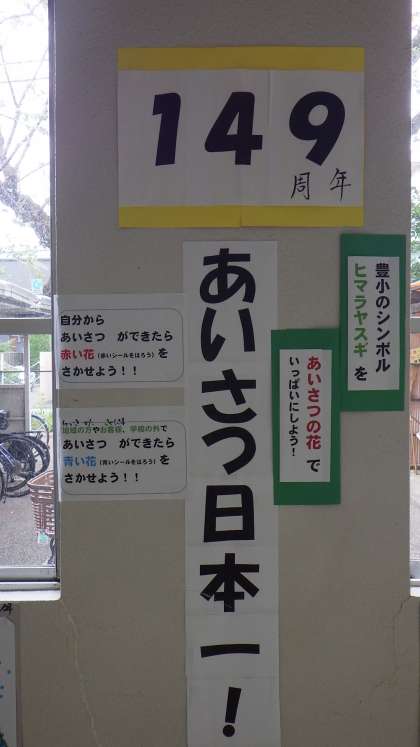 149
周年
豊小のシンボル
ヒマラヤスギを
あいさつの花で
いっぱいにしよう！
あいさつ日本一！
自分から
あいさつ　ができたら
赤い花（赤いシールをはろう）を
さかせよう！！
地域の方やお客様、学校の外で
あいさつ　ができたら
青い花（青いシールをはろう）を
さかせよう！！
年